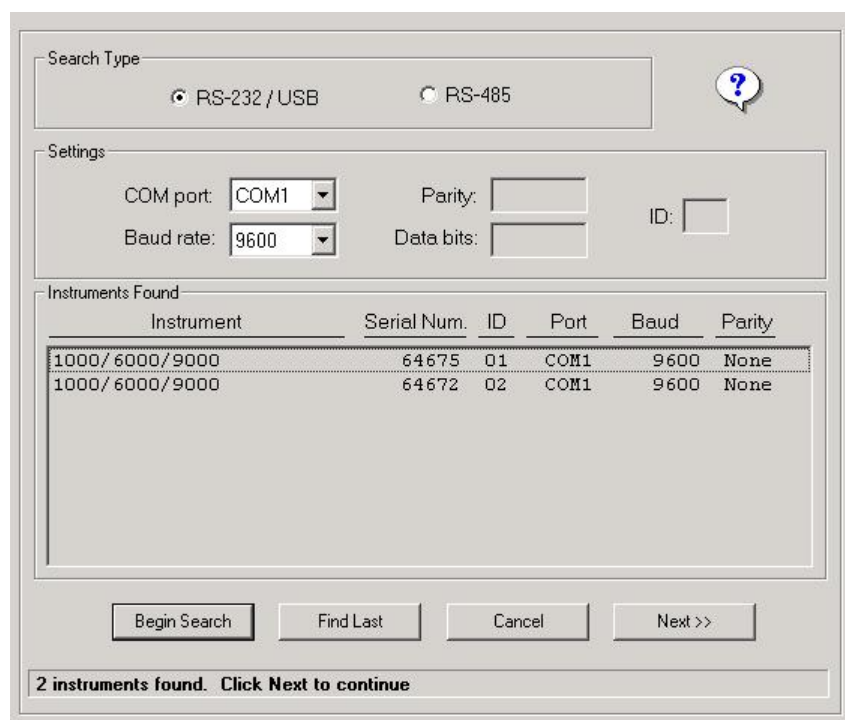 Search Type
RS-232 / USB RS-485
?
Settings
COM port: COM1 Parity:
ID:
Baud rate: 9600 Data bits:
Instruments Found
Instrument Serial Num. ID Port Baud Parity
1000/6000/9000 64675 01 COM1 9600 None
1000/6000/9000 64672 02 COM1 9600 None
Begin Search Find Last Cancel Next >>
2 instruments found. Click Next to continue